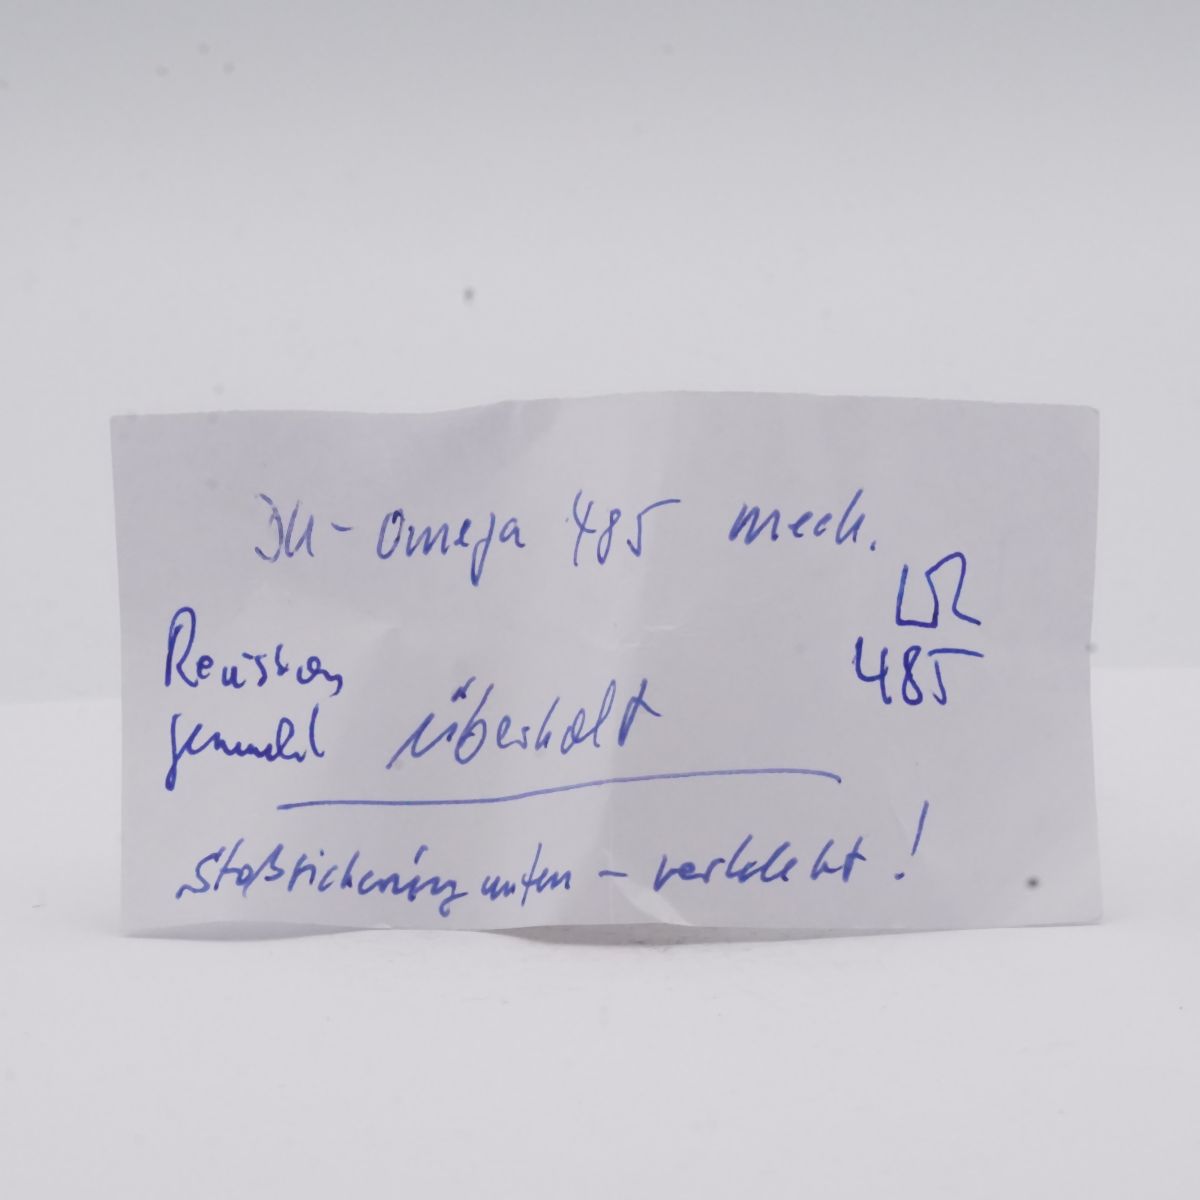 DU - Omega 485 mech.
485
Revision
gemacht überholt
Stoßsicherung unten - verklebt!